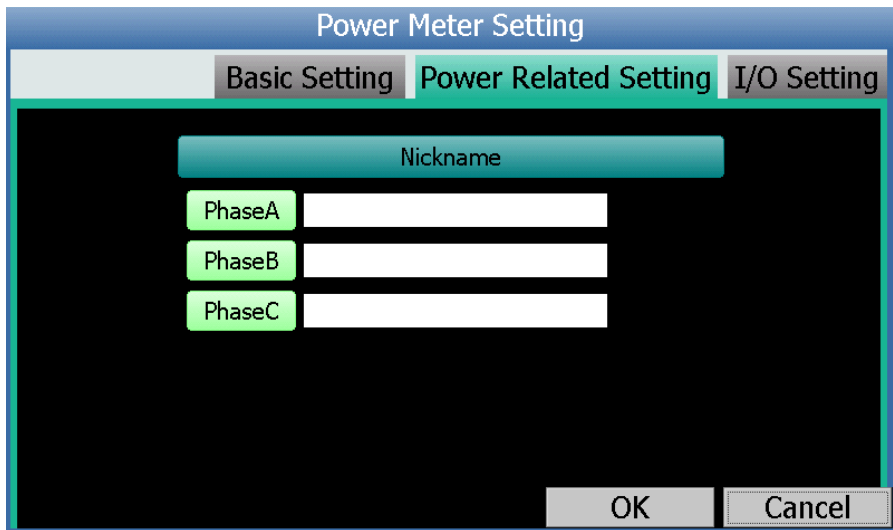 Power Meter Setting
Basic Setting Power Related Setting I/O Setting
Nickname
PhaseA
PhaseB
PhaseC
OK Cancel